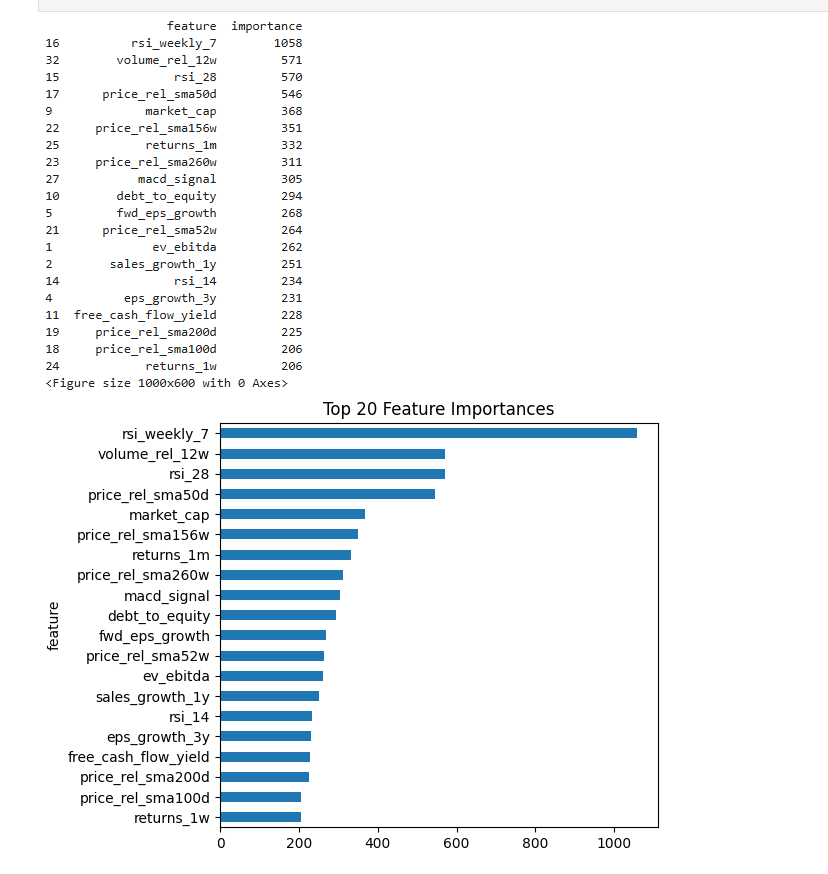 feature importance
16 rsi_weekly_7 1058
32 volume_rel_12w 571
15 rsi_28 570
17 price_rel_sma50d 546
9 market_cap 368
22 price_rel_sma156w 351
25 returns_1m 332
23 price_rel_sma260w 311
27 macd_signal 305
10 debt_to_equity 294
5 fwd_eps_growth 268
21 price_rel_sma52w 264
1 ev_ebitda 262
2 sales_growth_1y 251
14 rsi_14 234
4 eps_growth_3y 231
11 free_cash_flow_yield 228
19 price_rel_sma200d 225
18 price_rel_sma100d 206
24 returns_1w 206
<Figure size 1000x600 with 0 Axes>
Top 20 Feature Importances
rsi_weekly_7
volume_rel_12w
rsi_28
price_rel_sma50d
market_cap
price_rel_sma156w
returns_1m
price_rel_sma260w
macd_signal
debt_to_equity
fwd_eps_growth
price_rel_sma52w
ev_ebitda
sales_growth_1y
rsi_14
eps_growth_3y
free_cash_flow_yield
price_rel_sma200d
price_rel_sma100d
returns_1w
feature
0 200 400 600 800 1000